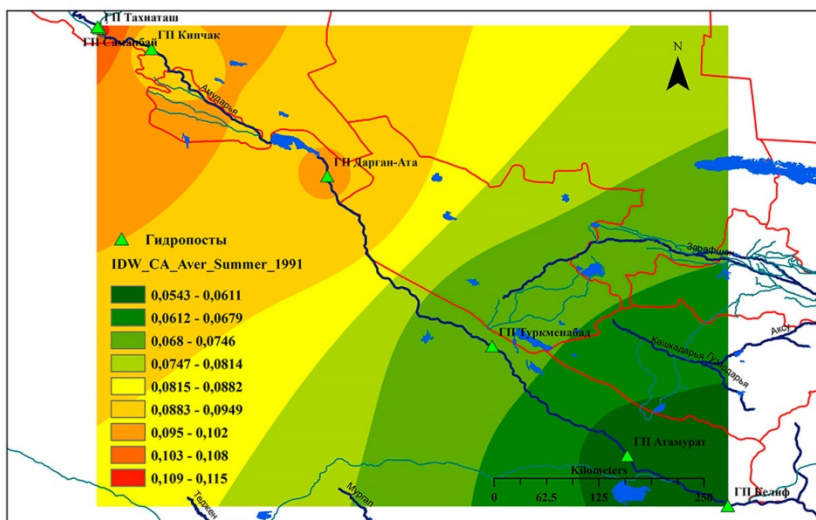 ГП Тахиаташ
ГП Саманбай
ГП Кипчак
N
Амударья
ГП Дарган-Ата
Гидропосты
Зарафшан
IDW_CA_Aver_Summer_1991
0,0543 - 0,0611
0,0612 - 0,0679
0,068 - 0,0746
0,0747 - 0,0814
0,0815 - 0,0882
0,0883 - 0,0949
0,095 - 0,102
0,103 - 0,108
0,109 - 0,115
ГП Туркменабад
Аксу
Кашкадарья
ГП Атамурат
Kilometers
0 62,5 125 250
ГП Келиф
Теджен
Мургап